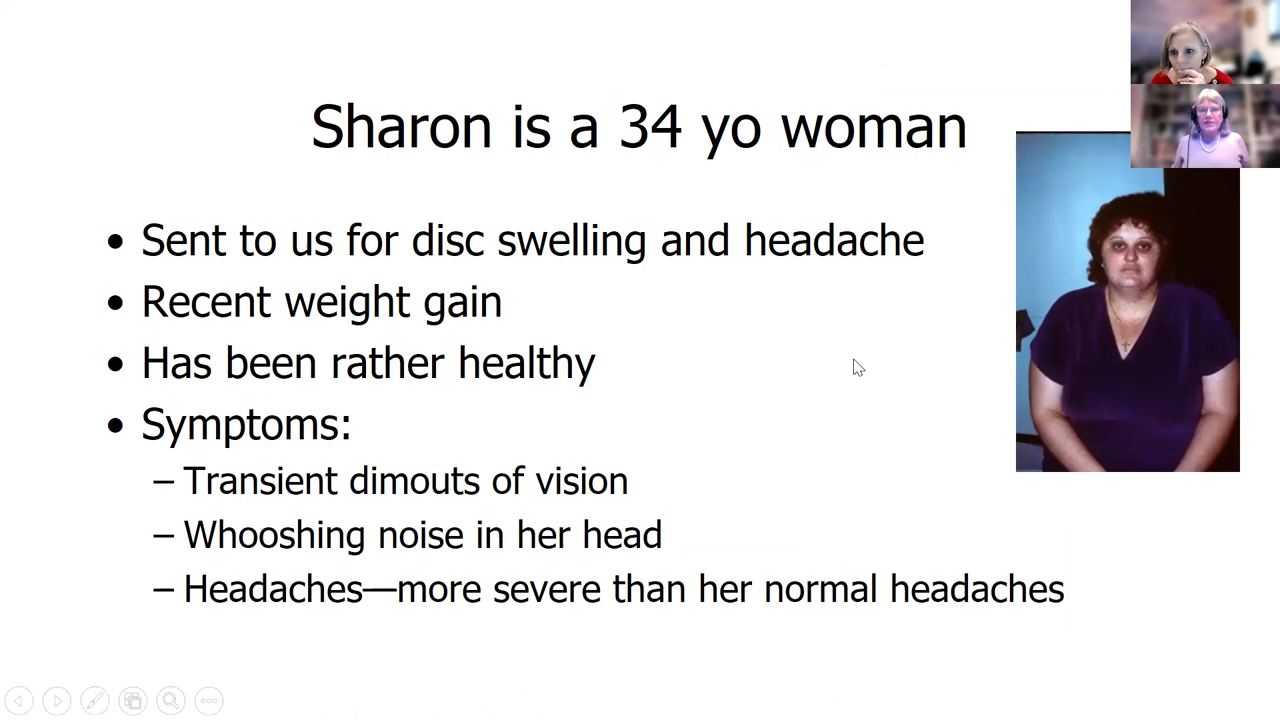 Sharon is a 34 yo woman
• Sent to us for disc swelling and headache
• Recent weight gain
• Has been rather healthy
• Symptoms:
– Transient dimouts of vision
– Whooshing noise in her head
– Headaches—more severe than her normal headaches